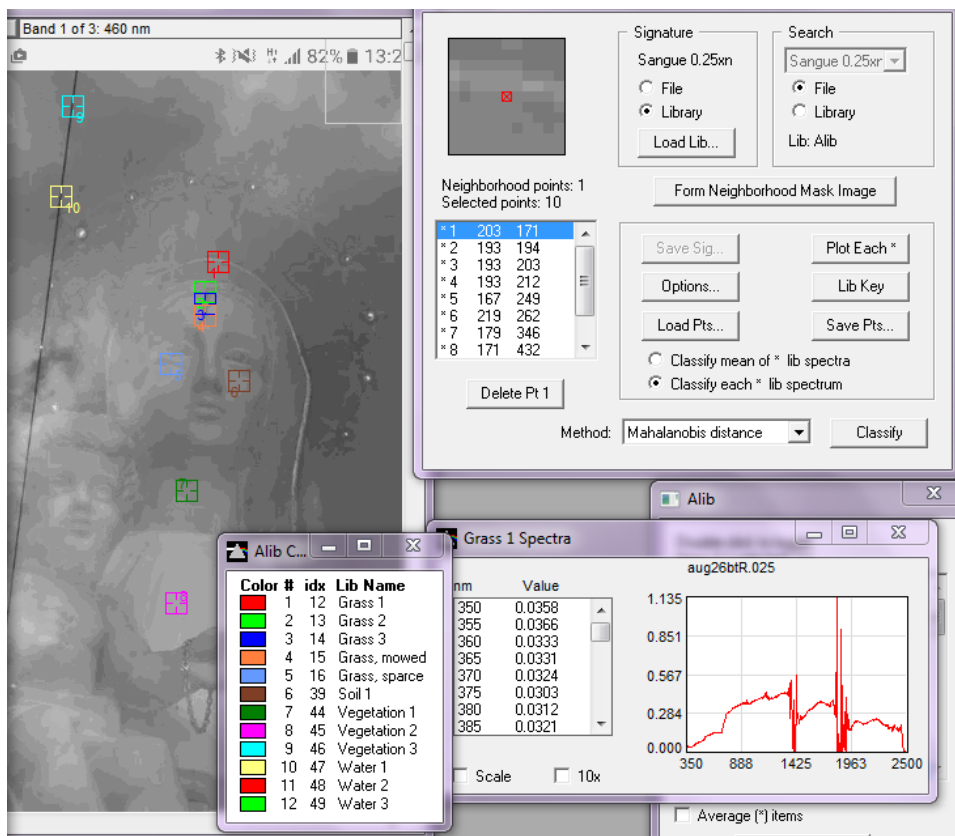 Band 1 of 3: 460 nm
82% 13:2
9
10
1
2
3
4
5
6
7
8
Signature
Sangue 0.25xn
File
Library
Load Lib...
Search
Sangue 0.25xr
File
Library
Lib: Alib
Neighborhood points: 1
Selected points: 10
Form Neighborhood Mask Image
* 1 203 171
* 2 193 194
* 3 193 203
* 4 193 212
* 5 167 249
* 6 219 262
* 7 179 346
* 8 171 432
Save Sig...
Plot Each *
Options...
Lib Key
Load Pts...
Save Pts...
Classify mean of * lib spectra
Classify each * lib spectrum
Delete Pt 1
Method: Mahalanobis distance
Classify
Alib
Alib C...
Color # idx Lib Name
1 12 Grass 1
2 13 Grass 2
3 14 Grass 3
4 15 Grass, mowed
5 16 Grass, sparce
6 39 Soil 1
7 44 Vegetation 1
8 45 Vegetation 2
9 46 Vegetation 3
10 47 Water 1
11 48 Water 2
12 49 Water 3
Grass 1 Spectra
nm Value
350 0.0358
355 0.0366
360 0.0333
365 0.0331
370 0.0324
375 0.0303
380 0.0312
385 0.0321
Scale
10x
aug26btR.025
1.135
0.851
0.567
0.284
0.000
350 888 1425 1963 2500
Average (*) items